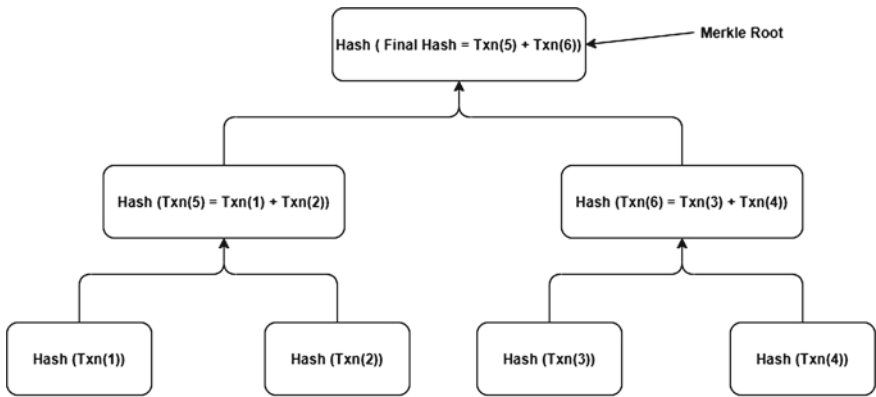 Hash ( Final Hash = Txn(5) + Txn(6))
Merkle Root
Hash (Txn(5) = Txn(1) + Txn(2))
Hash (Txn(6) = Txn(3) + Txn(4))
Hash (Txn(1))
Hash (Txn(2))
Hash (Txn(3))
Hash (Txn(4))